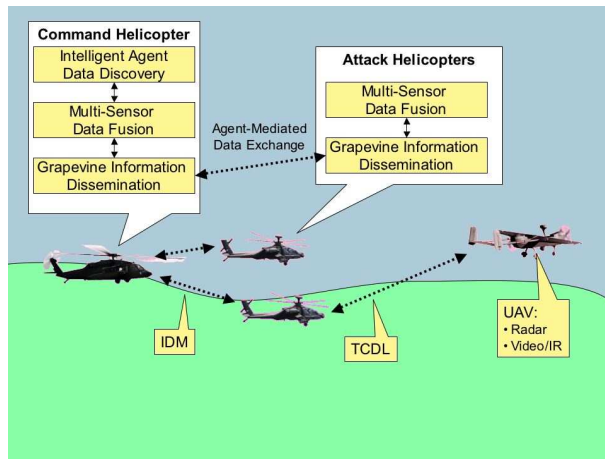 Command Helicopter
Intelligent Agent
Data Discovery
Multi-Sensor
Data Fusion
Grapevine Information
Dissemination
Agent-Mediated
Data Exchange
Attack Helicopters
Multi-Sensor
Data Fusion
Grapevine Information
Dissemination
IDM
TCDL
UAV:
• Radar
• Video/IR